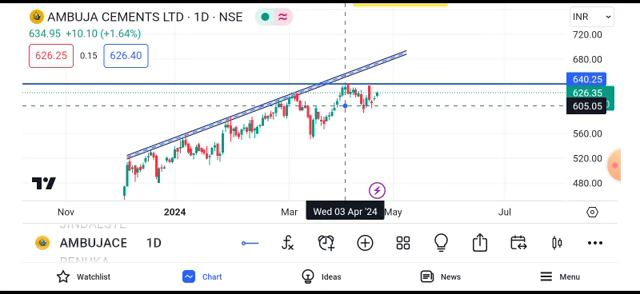 AMBUJA CEMENTS LTD · 1D · NSE
INR
634.95 +10.10 (+1.64%)
626.25 0.15 626.40
720.00
680.00
640.25
626.35
605.05
560.00
520.00
480.00
Nov 2024 Mar Wed 03 Apr '24 May Jul
AMBUJACE 1D
Watchlist Chart Ideas News Menu